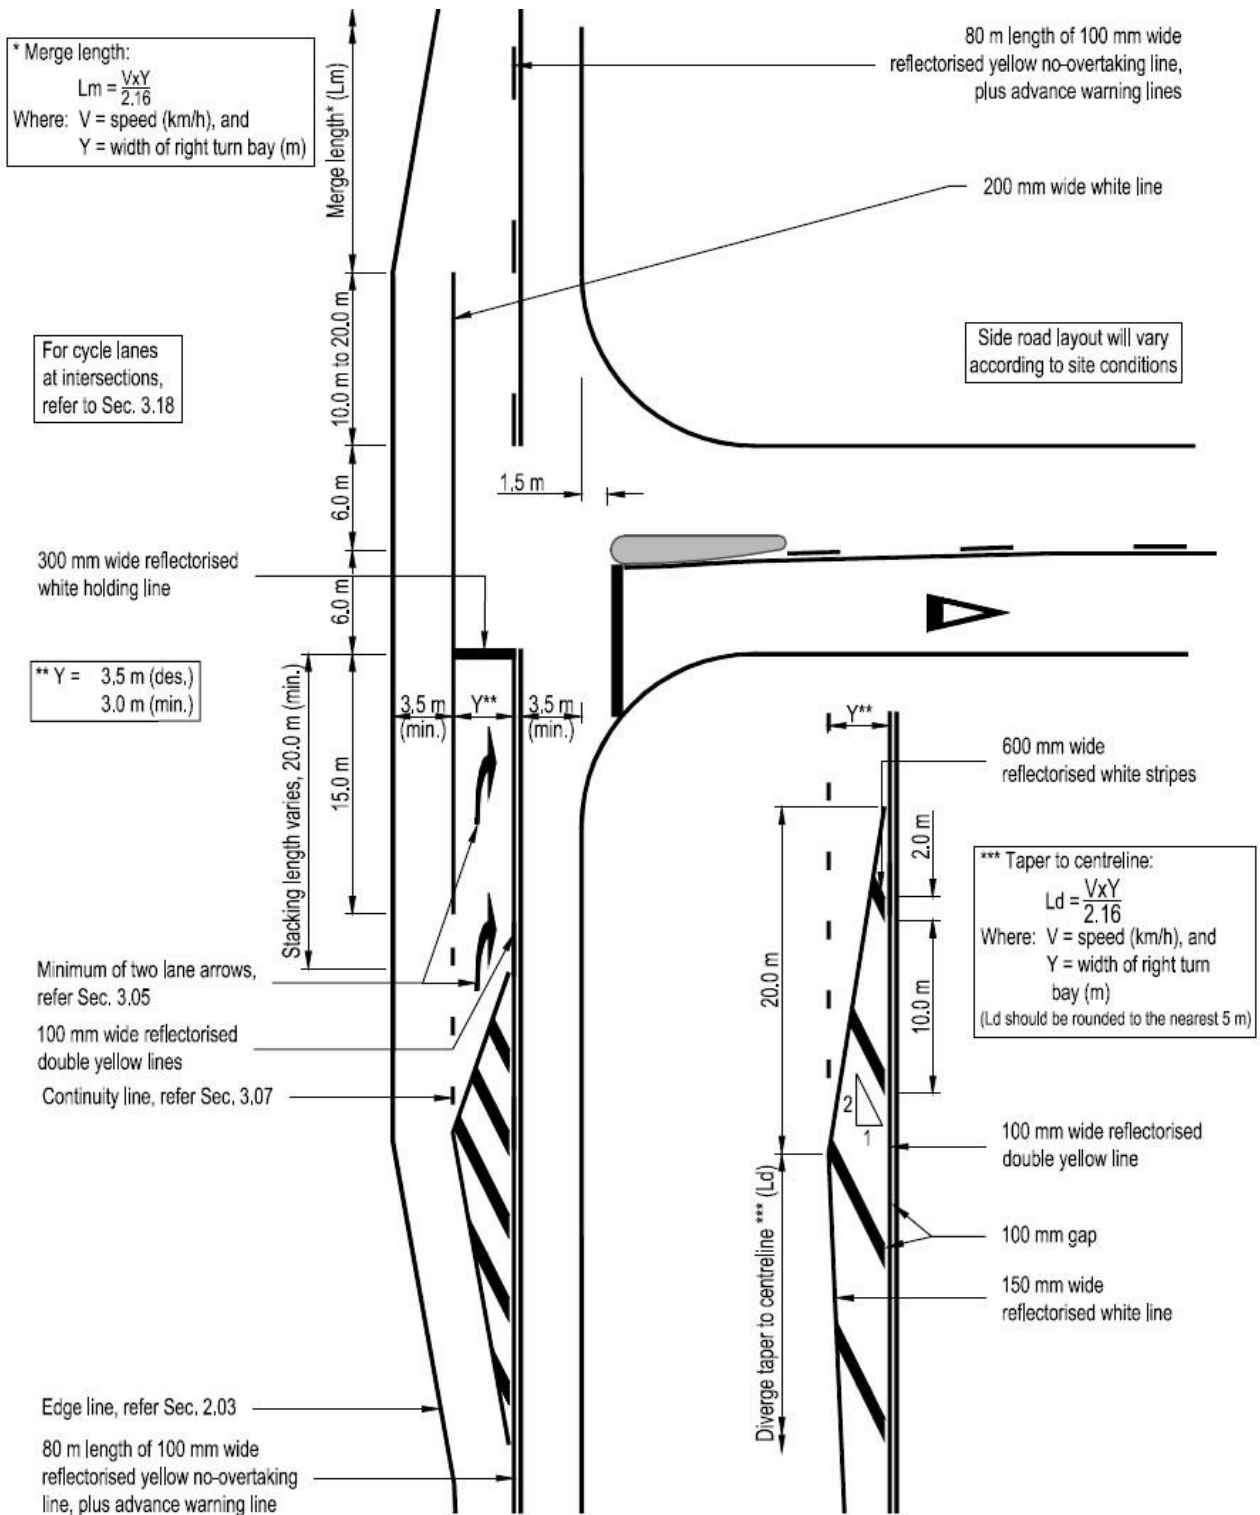 * Merge length:
Lm = VxY
2.16
Where: V = speed (km/h), and
Y = width of right turn bay (m)
Merge length* (Lm)
80 m length of 100 mm wide
reflectorised yellow no-overtaking line,
plus advance warning lines
200 mm wide white line
For cycle lanes
at intersections,
refer to Sec. 3.18
10.0 m to 20.0 m
Side road layout will vary
according to site conditions
6.0 m
1.5 m
300 mm wide reflectorised
white holding line
6.0 m
** Y = 3.5 m (des.)
3.0 m (min.)
Stacking length varies, 20.0 m (min.)
15.0 m
3.5 m
(min.)
Y**
3.5 m
(min.)
Y**
600 mm wide
reflectorised white stripes
2.0 m
20.0 m
10.0 m
*** Taper to centreline:
Ld = VxY
2.16
Where: V = speed (km/h), and
Y = width of right turn
bay (m)
(Ld should be rounded to the nearest 5 m)
Minimum of two lane arrows,
refer Sec. 3.05
100 mm wide reflectorised
double yellow lines
Continuity line, refer Sec. 3.07
2
1
100 mm wide reflectorised
double yellow line
Diverge taper to centreline *** (Ld)
100 mm gap
150 mm wide
reflectorised white line
Edge line, refer Sec. 2.03
80 m length of 100 mm wide
reflectorised yellow no-overtaking
line, plus advance warning line